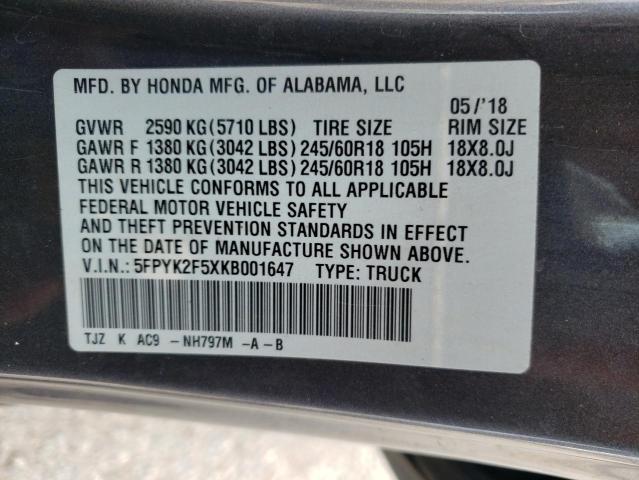 MFD. BY HONDA MFG. OF ALABAMA, LLC
05/'18
GVWR 2590 KG(5710 LBS) TIRE SIZE RIM SIZE
GAWR F 1380 KG(3042 LBS) 245/60R18 105H 18X8.0J
GAWR R 1380 KG(3042 LBS) 245/60R18 105H 18X8.0J
THIS VEHICLE CONFORMS TO ALL APPLICABLE
FEDERAL MOTOR VEHICLE SAFETY
AND THEFT PREVENTION STANDARDS IN EFFECT
ON THE DATE OF MANUFACTURE SHOWN ABOVE.
V.I.N.: 5FPYK2F5XKB001647 TYPE: TRUCK
TJZ K AC9 -NH797M -A-B